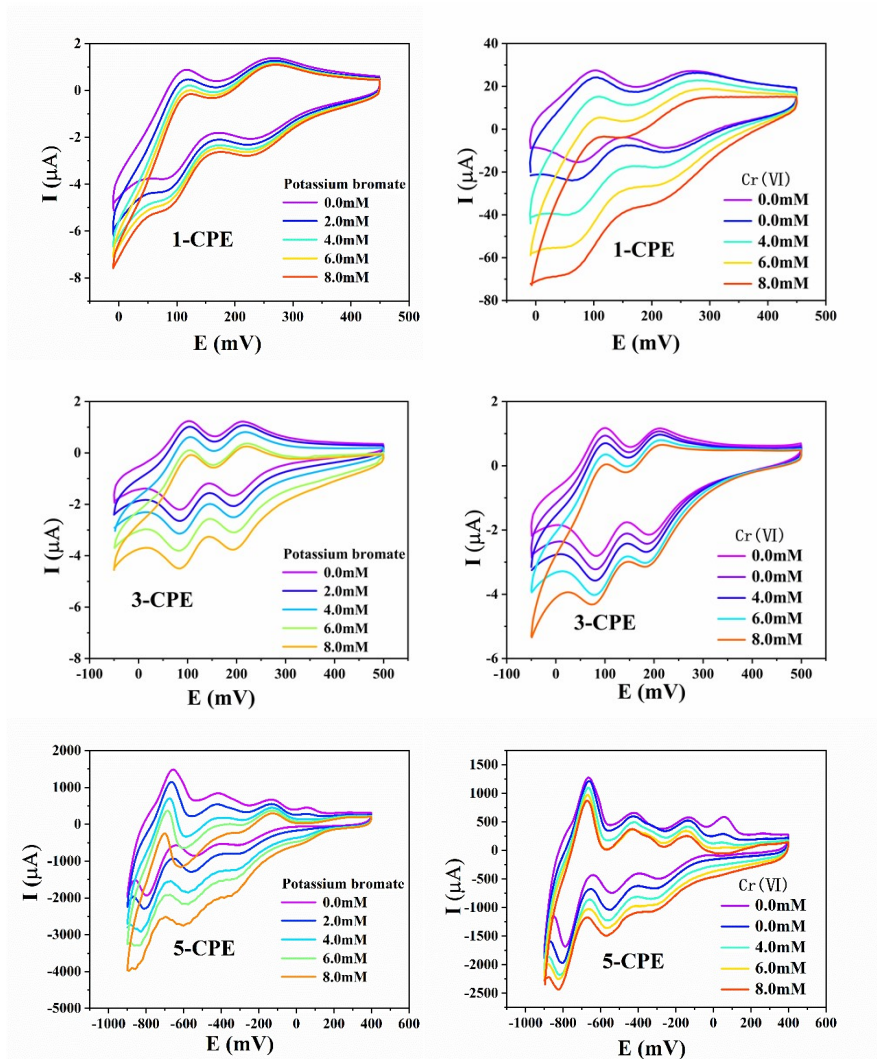 2
0
-2
-4
-6
-8
I (μA)
Potassium bromate
0.0mM
2.0mM
4.0mM
6.0mM
8.0mM
1-CPE
0 100 200 300 400 500
E (mV)
40
20
0
-20
-40
-60
-80
I (μA)
Cr(VI)
0.0mM
0.0mM
4.0mM
6.0mM
8.0mM
1-CPE
0 100 200 300 400 500
E (mV)
2
0
-2
-4
-6
-8
I (μA)
Potassium bromate
0.0mM
2.0mM
4.0mM
6.0mM
8.0mM
3-CPE
-100 0 100 200 300 400 500
E (mV)
2
0
-2
-4
-6
I (μA)
Cr(VI)
0.0mM
0.0mM
4.0mM
6.0mM
8.0mM
3-CPE
-100 0 100 200 300 400 500
E (mV)
2000
1000
0
-1000
-2000
-3000
-4000
-5000
I (μA)
Potassium bromate
0.0mM
2.0mM
4.0mM
6.0mM
8.0mM
5-CPE
-1000 -800 -600 -400 -200 0 200 400 600
E (mV)
1500
1000
500
0
-500
-1000
-1500
-2000
-2500
I (μA)
Cr(VI)
0.0mM
0.0mM
4.0mM
6.0mM
8.0mM
5-CPE
-1000 -800 -600 -400 -200 0 200 400 600
E (mV)